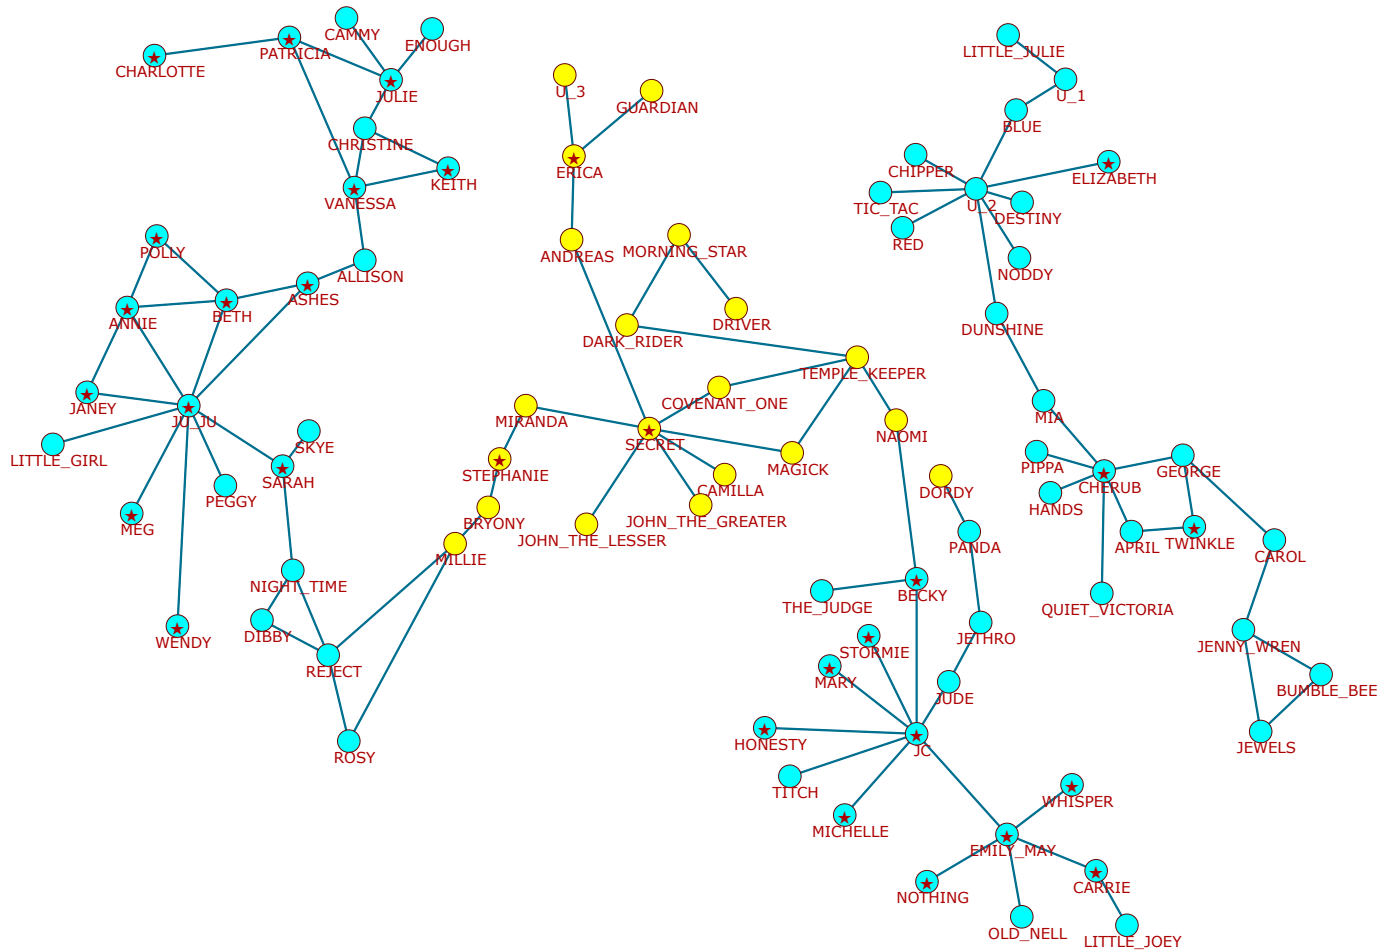 CAMMY
ENOUGH
PATRICIA
CHARLOTTE
JULIE
CHRISTINE
KEITH
VANESSA
POLLY
ALLISON
ASHES
BETH
ANNIE
JANEY
JU_JU
LITTLE_GIRL
SKYE
SARAH
PEGGY
MEG
NIGHT_TIME
DIBBY
WENDY
REJECT
ROSY
U_3
GUARDIAN
ERICA
ANDREAS
MORNING_STAR
DRIVER
DARK_RIDER
TEMPLE_KEEPER
COVENANT_ONE
MIRANDA
SECRET
NAOMI
MAGICK
STEPHANIE
CAMILLA
BRYONY
JOHN_THE_GREATER
JOHN_THE_LESSER
MILLIE
DORDY
PANDA
BECKY
THE_JUDGE
JETHRO
STORMIE
MARY
JUDE
HONESTY
JC
TITCH
MICHELLE
WHISPER
EMILY_MAY
CARRIE
NOTHING
OLD_NELL
LITTLE_JOEY
LITTLE_JULIE
U_1
BLUE
CHIPPER
ELIZABETH
TIC_TAC
U_2
DESTINY
RED
NODDY
DUNSHINE
MIA
PIPPA
GEORGE
CHERUB
HANDS
APRIL
TWINKLE
CAROL
QUIET_VICTORIA
JENNY_WREN
BUMBLE_BEE
JEWELS